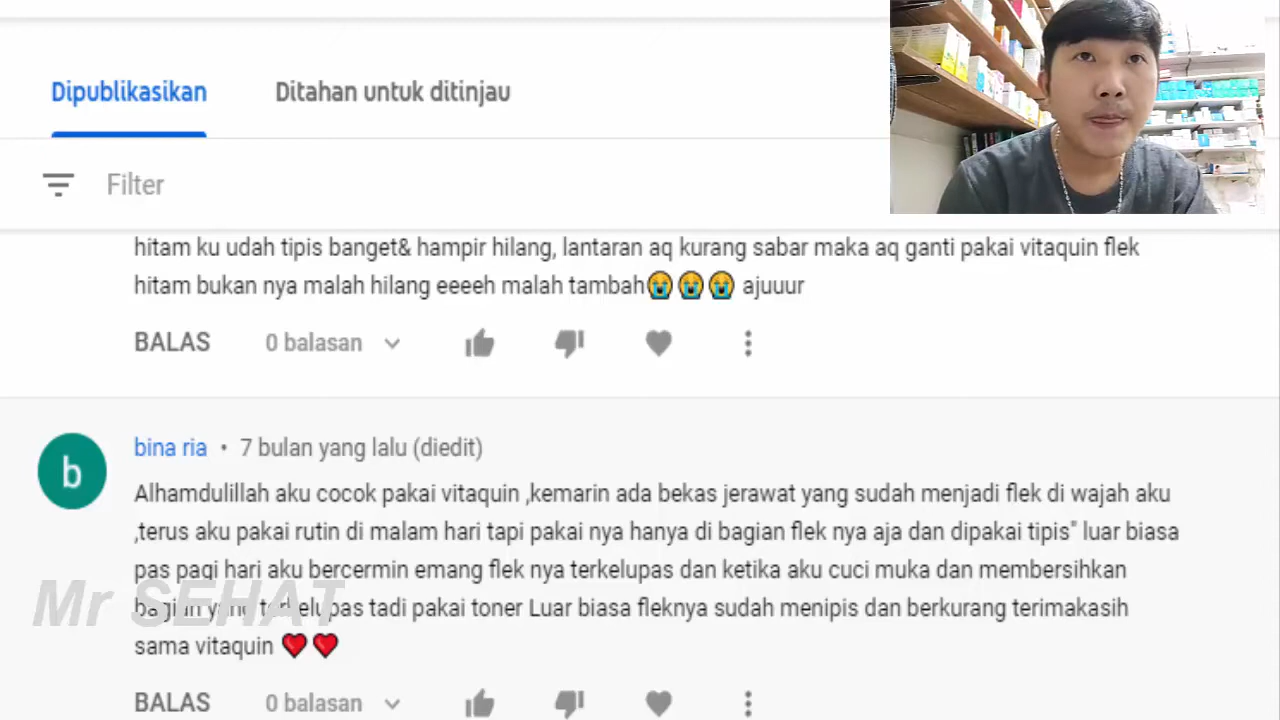 Dipublikasikan
Ditahan untuk ditinjau
Filter
hitam ku udah tipis banget& hampir hilang, lantaran aq kurang sabar maka aq ganti pakai vitaquin flek
hitam bukan nya malah hilang eeeeh malah tambah😭😭😭 ajuuur
BALAS 0 balasan
b
bina ria • 7 bulan yang lalu (diedit)
Alhamdulillah aku cocok pakai vitaquin ,kemarin ada bekas jerawat yang sudah menjadi flek di wajah aku
,terus aku pakai rutin di malam hari tapi pakai nya hanya di bagian flek nya aja dan dipakai tipis" luar biasa
pas pagi hari aku bercermin emang flek nya terkelupas dan ketika aku cuci muka dan membersihkan
bagian yang terkelupas tadi pakai toner Luar biasa fleknya sudah menipis dan berkurang terimakasih
sama vitaquin ❤️❤️
Mr SEHAT
BALAS 0 balasan